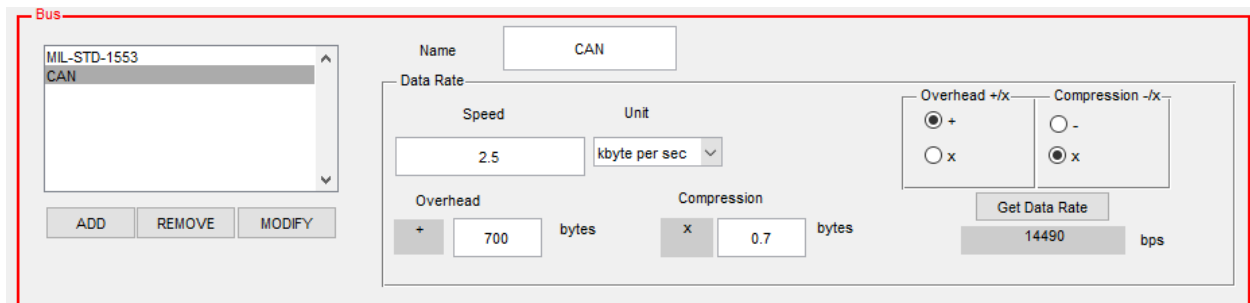 Bus
MIL-STD-1553
CAN
ADD REMOVE MODIFY
Name CAN
Data Rate
Speed Unit
2.5 kbyte per sec
Overhead Compression
+ 700 bytes x 0.7 bytes
Overhead +/x Compression -/x
+ -
x x
Get Data Rate
14490 bps